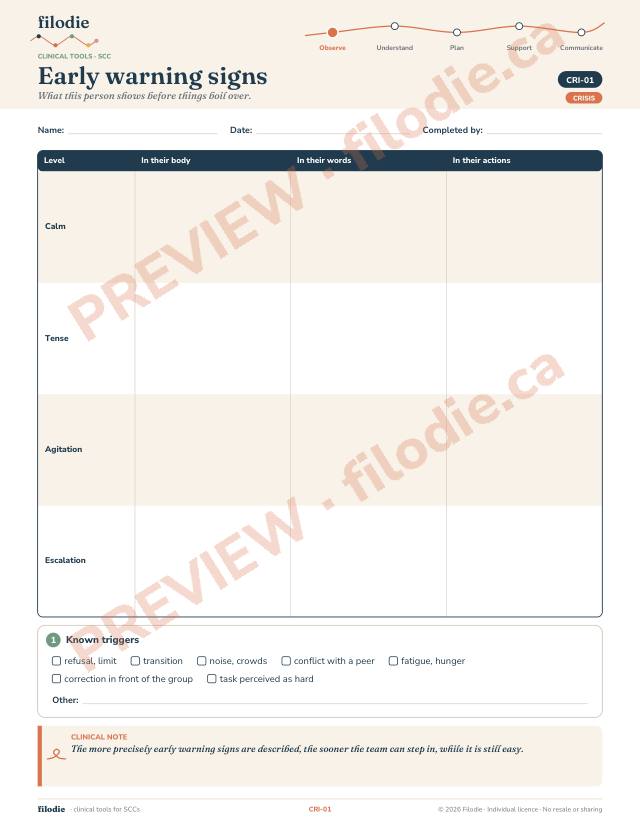 filodie
CLINICAL TOOLS · SCC
Observe Understand Plan Support Communicate
Early warning signs
What this person shows before things boil over.
CRI-01
CRISIS
Name: Date: Completed by:
Level In their body In their words In their actions
Calm
Tense
Agitation
Escalation
PREVIEW · filodie.ca
PREVIEW · filodie.ca
1 Known triggers
refusal, limit transition noise, crowds conflict with a peer fatigue, hunger
correction in front of the group task perceived as hard
Other:
CLINICAL NOTE
The more precisely early warning signs are described, the sooner the team can step in, while it is still easy.
filodie · clinical tools for SCCs CRI-01 © 2026 Filodie · Individual licence · No resale or sharing